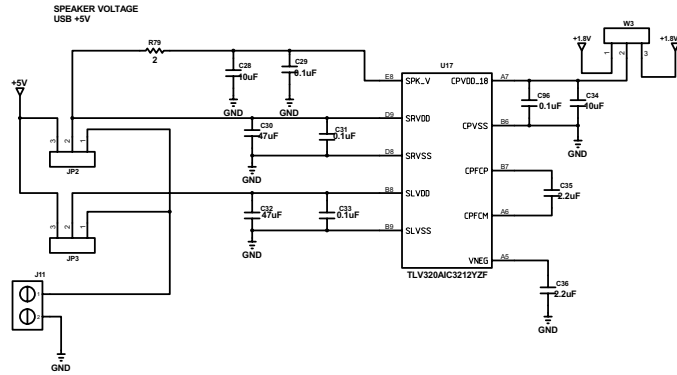 SPEAKER VOLTAGE
USB +5V
R79
2
C28
10uF
C29
0.1uF
GND
GND
+5V
3
2
1
JP2
C30
47uF
C31
0.1uF
GND
3
2
1
JP3
C32
47uF
C33
0.1uF
GND
J11
1
2
GND
U17
E8
SPK_V
D9
SRVDD
D8
SRVSS
B8
SLVDD
B9
SLVSS
CPVDD_18
A7
CPVSS
B6
CPFCP
B7
CPFCM
A6
VNEG
A5
TLV320AIC3212YZF
W3
+1.8V
+1.8V
1
2
3
C96
0.1uF
C34
10uF
GND
C35
2.2uF
C36
2.2uF
GND